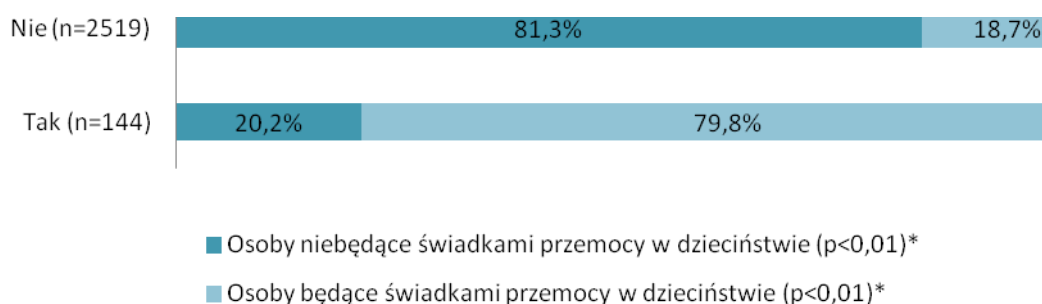 Nie (n=2519) 81,3% 18,7%
Tak (n=144) 20,2% 79,8%
Osoby niebędące świadkami przemocy w dzieciństwie (p<0,01)*
Osoby będące świadkami przemocy w dzieciństwie (p<0,01)*